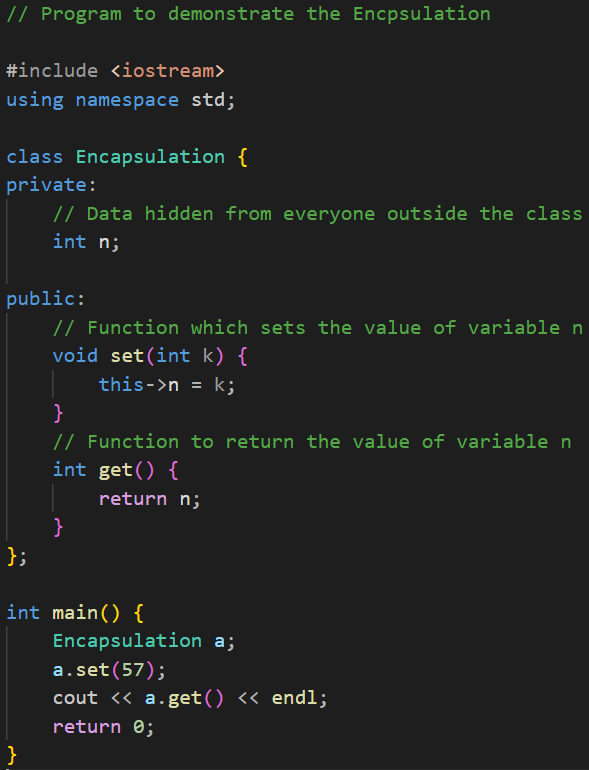 // Program to demonstrate the Encpsulation
#include <iostream>
using namespace std;
class Encapsulation {
private:
// Data hidden from everyone outside the class
int n;
public:
// Function which sets the value of variable n
void set(int k) {
this->n = k;
}
// Function to return the value of variable n
int get() {
return n;
}
};
int main() {
Encapsulation a;
a.set(57);
cout << a.get() << endl;
return 0;
}